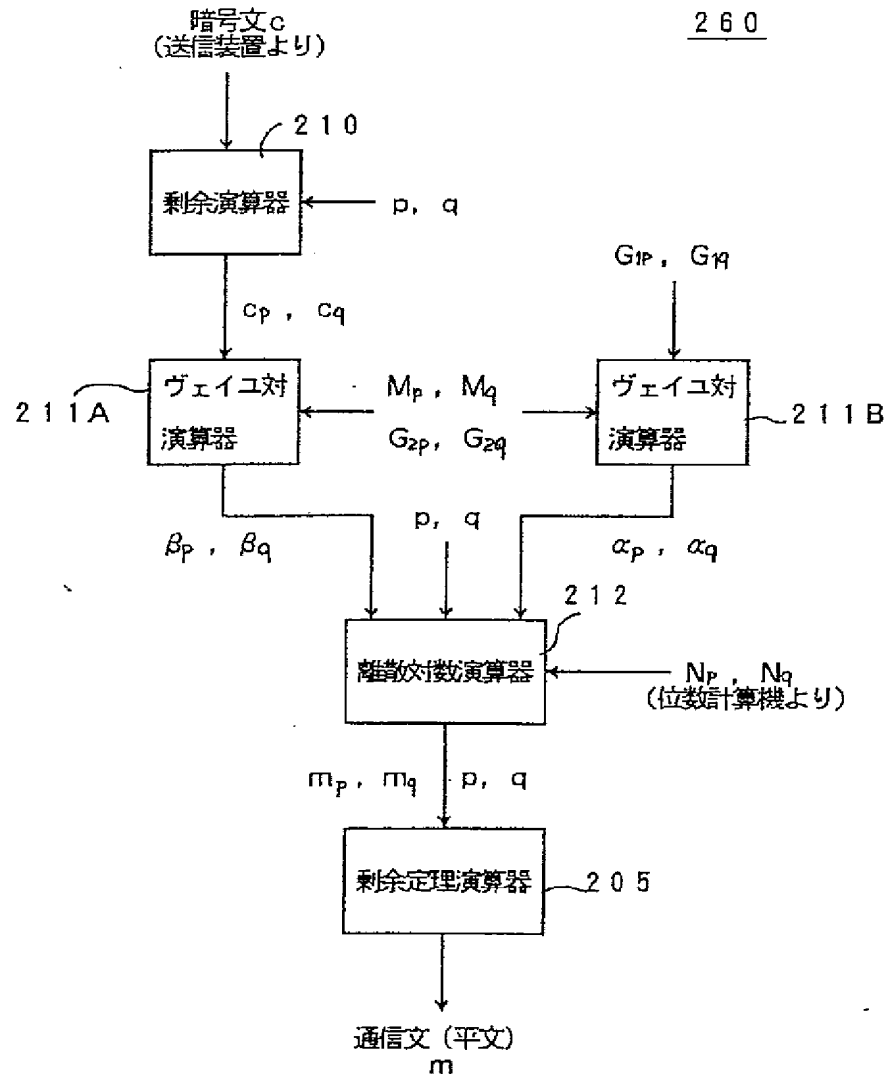 暗号文c
(送信装置より)
260
210
剰余演算器
p, q
G1p, G1q
cp, cq
ヴェイユ対
演算器
211A
Mp, Mq
G2p, G2q
ヴェイユ対
演算器
211B
βp, βq
p, q
αp, αq
212
離散対数演算器
Np, Nq
(位数計算機より)
mp, mq p, q
剰余定理演算器
205
通信文(平文)
m